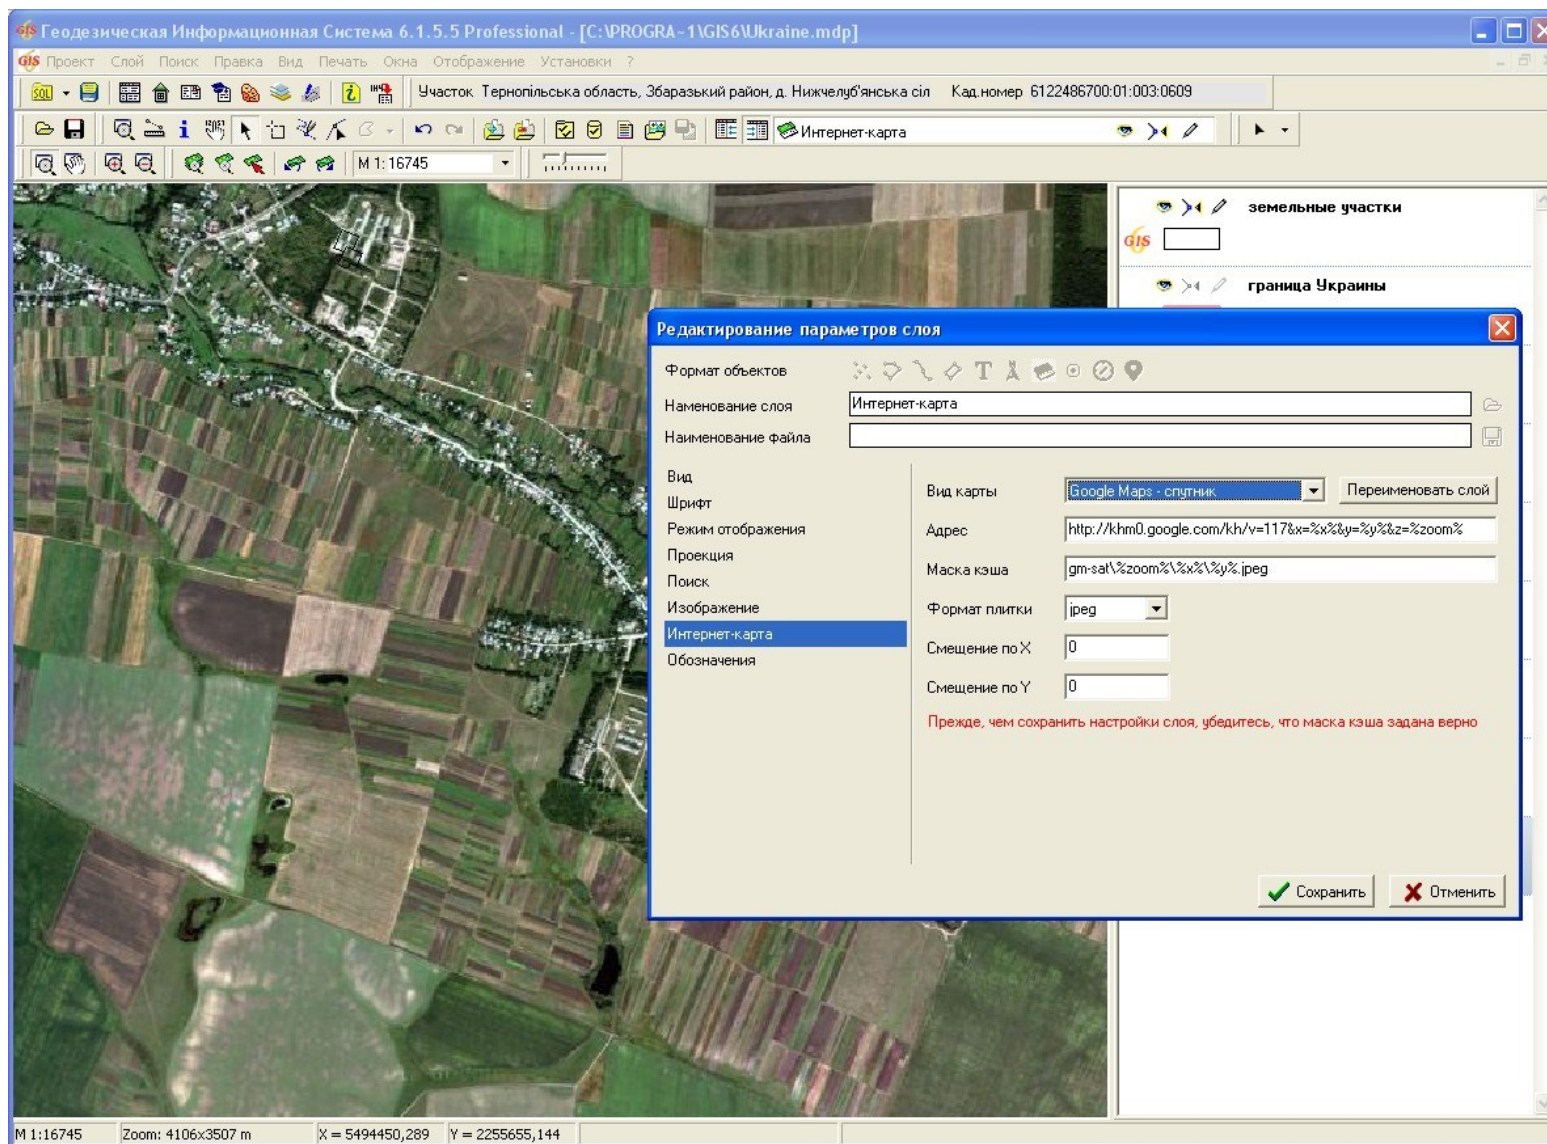 GIS Геодезическая Информационная Система 6.1.5.5 Professional - [C:\PROGRA~1\GIS6\Ukraine.mdp]
GIS Проект Слой Поиск Правка Вид Печать Окна Отображение Установки ?
SQL Участок Тернопільська область, Збаразький район, д. Нижчелуб'янська сіл Кад.номер 6122486700:01:003:0609
Интернет-карта
M 1: 16745
земельные участки
GIS
граница Украины
Редактирование параметров слоя
Формат объектов
Наменование слоя Интернет-карта
Наименование файла
Вид
Шрифт
Режим отображения
Проекция
Поиск
Изображение
Интернет-карта
Обозначения
Вид карты Google Maps - спутник Переименовать слой
Адрес http://khm0.google.com/kh/v=117&x=%x%&y=%y%&z=%zoom%
Маска кэша gm-sat\%zoom%\%x%\%y%.jpeg
Формат плитки jpeg
Смещение по X 0
Смещение по Y 0
Прежде, чем сохранить настройки слоя, убедитесь, что маска кэша задана верно
Сохранить Отменить
M 1:16745 Zoom: 4106x3507 m X = 5494450,289 Y = 2255655,144